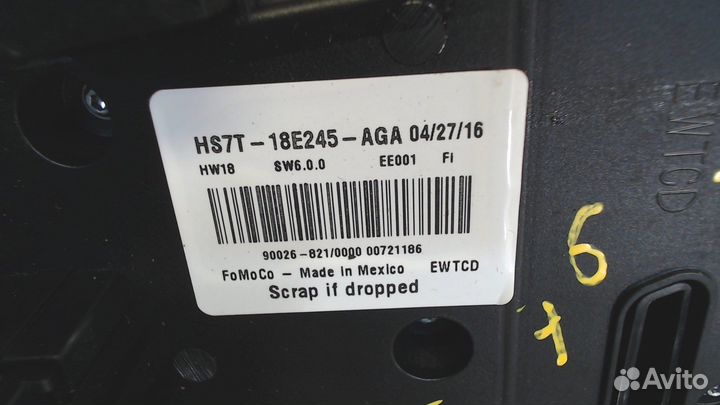 HS7T-18E245-AGA 04/27/16
HW18 SW6.0.0 EE001 Fi
90026-821/0000 00721186
FoMoCo - Made in Mexico EWTCD
Scrap if dropped
EWTCD
6
1
Avito